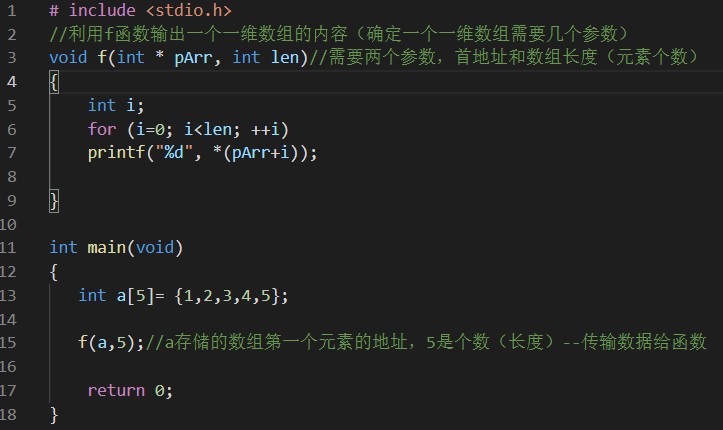 1 # include <stdio.h>
2 //利用f函数输出一个一维数组的内容（确定一个一维数组需要几个参数）
3 void f(int * pArr, int len)//需要两个参数，首地址和数组长度（元素个数）
4 {
5 int i;
6 for (i=0; i<len; ++i)
7 printf("%d", *(pArr+i));
8
9 }
10
11 int main(void)
12 {
13 int a[5]= {1,2,3,4,5};
14
15 f(a,5);//a存储的数组第一个元素的地址，5是个数（长度）--传输数据给函数
16
17 return 0;
18 }